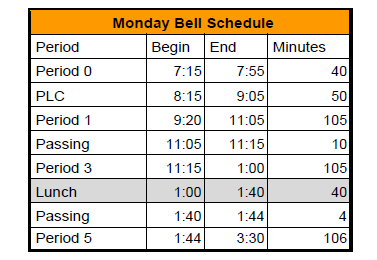 Monday Bell Schedule
Period Begin End Minutes
Period 0 7:15 7:55 40
PLC 8:15 9:05 50
Period 1 9:20 11:05 105
Passing 11:05 11:15 10
Period 3 11:15 1:00 105
Lunch 1:00 1:40 40
Passing 1:40 1:44 4
Period 5 1:44 3:30 106